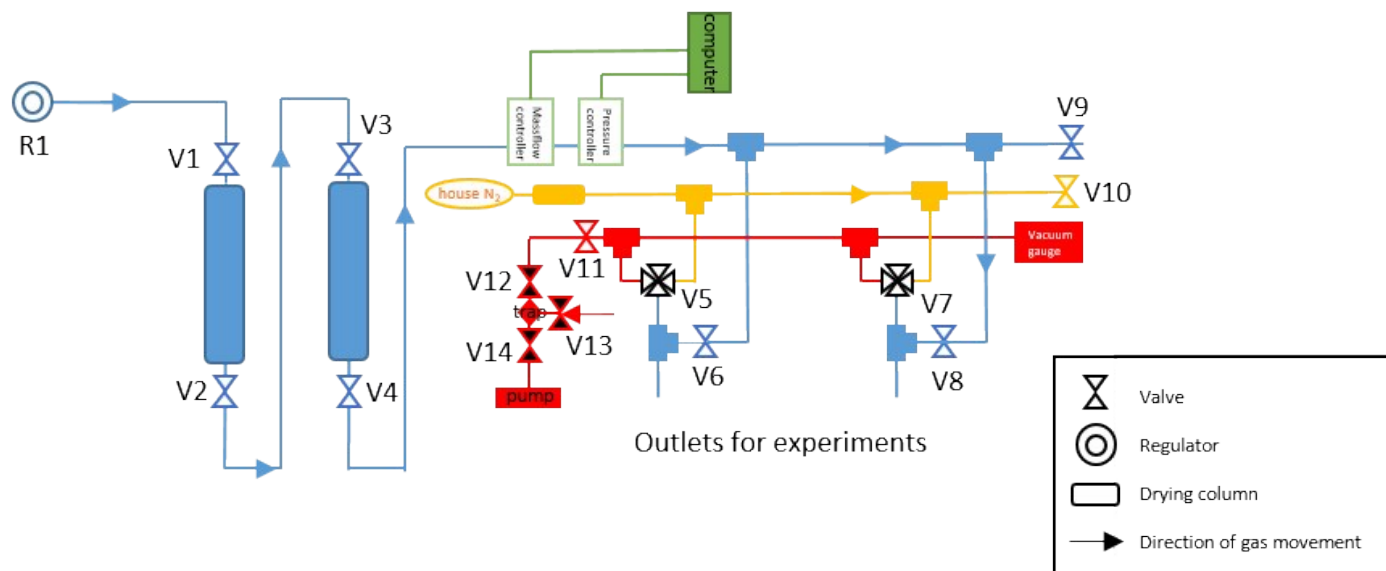 computer
R1
V1
V3
Massflow
controller
Pressure
controller
V9
house N₂
V10
Vacuum
gauge
V11
V12
V5
V7
trap
V13
V14
V6
V8
V2
V4
pump
Outlets for experiments
Valve
Regulator
Drying column
Direction of gas movement